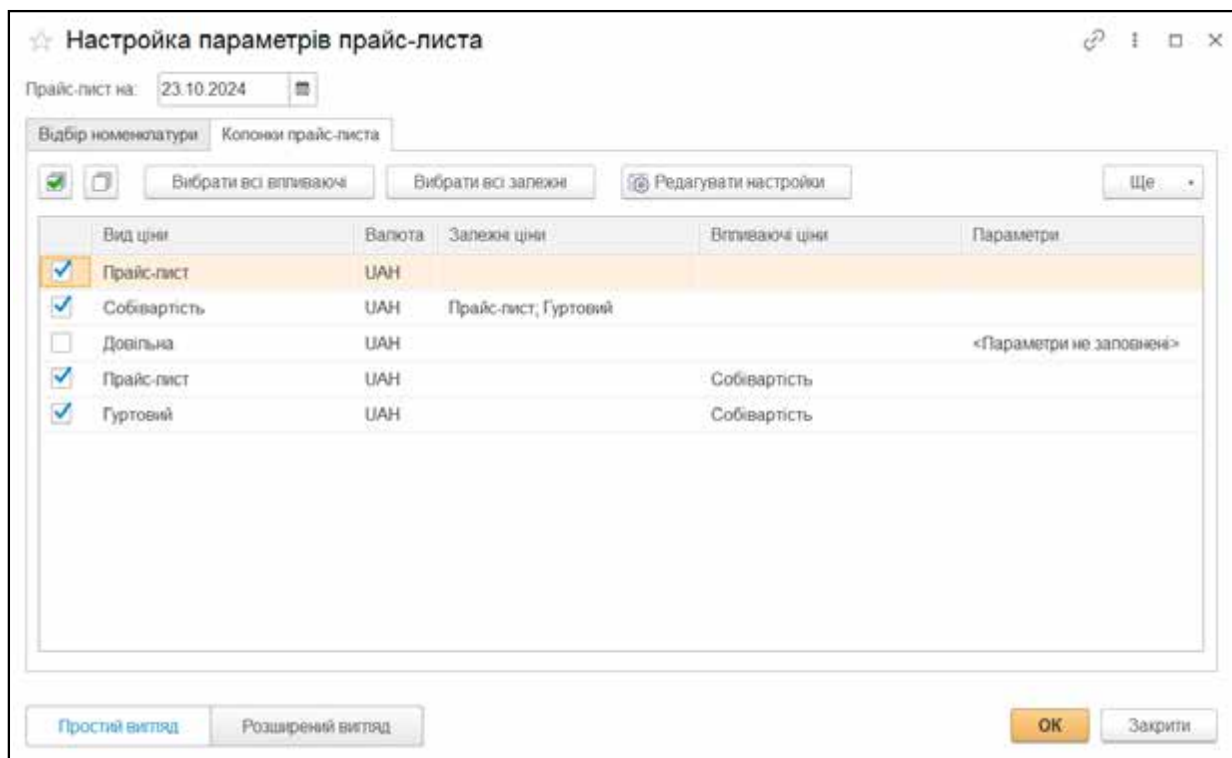 Настройка параметрів прайс-листа
Прайс-лист на: 23.10.2024
Відбір номенклатури Колонки прайс-листа
Вибрати всі впливаючі Вибрати всі залежні Редагувати настройки Ще
Вид ціни Валюта Залежні ціни Впливаючі ціни Параметри
Прайс-лист UAH
Собівартість UAH Прайс-лист; Гуртовий
Довільна UAH <Параметри не заповнені>
Прайс-лист UAH Собівартість
Гуртовий UAH Собівартість
Простий вигляд Розширений вигляд ОК Закрити